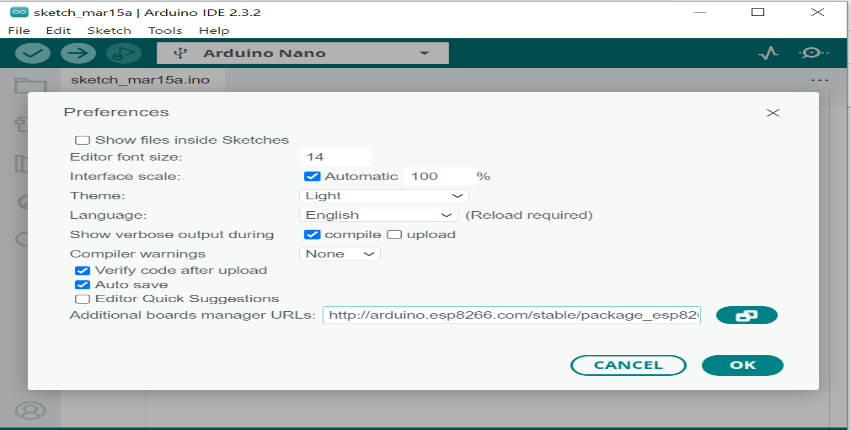 sketch_mar15a | Arduino IDE 2.3.2
File Edit Sketch Tools Help
Arduino Nano
sketch_mar15a.ino
Preferences
Show files inside Sketches
Editor font size: 14
Interface scale: Automatic 100 %
Theme: Light
Language: English (Reload required)
Show verbose output during compile upload
Compiler warnings None
Verify code after upload
Auto save
Editor Quick Suggestions
Additional boards manager URLs: http://arduino.esp8266.com/stable/package_esp82
CANCEL OK